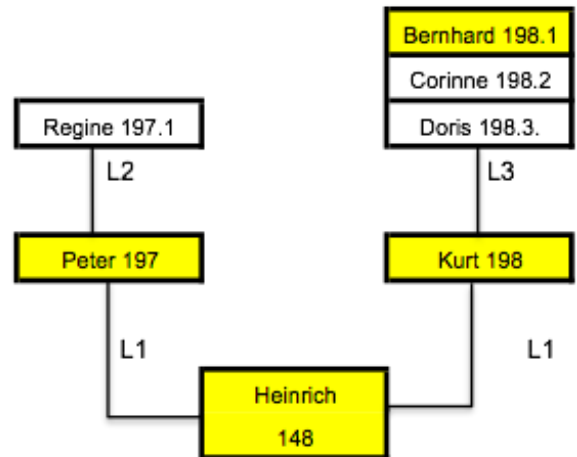 Bernhard 198.1
Corinne 198.2
Regine 197.1
Doris 198.3.
L2
L3
Peter 197
Kurt 198
L1
L1
Heinrich
148